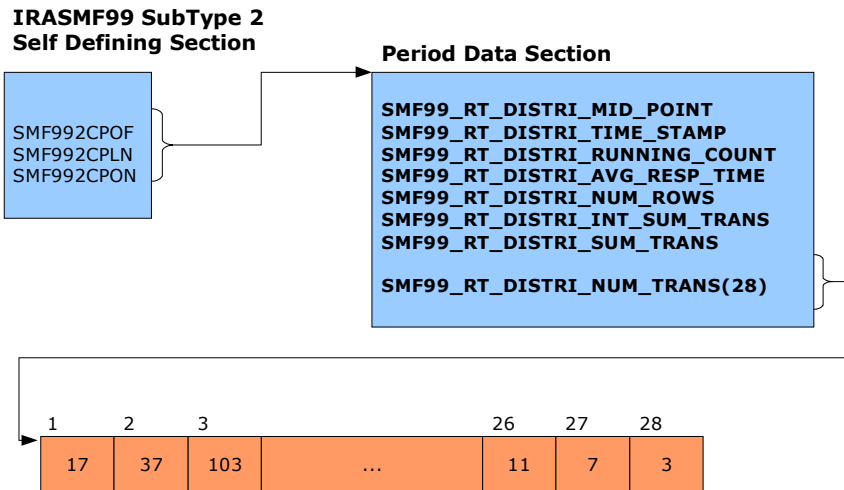 IRASMF99 SubType 2
Self Defining Section
Period Data Section
SMF992CPOF
SMF992CPLN
SMF992CPON
SMF99_RT_DISTRI_MID_POINT
SMF99_RT_DISTRI_TIME_STAMP
SMF99_RT_DISTRI_RUNNING_COUNT
SMF99_RT_DISTRI_AVG_RESP_TIME
SMF99_RT_DISTRI_NUM_ROWS
SMF99_RT_DISTRI_INT_SUM_TRANS
SMF99_RT_DISTRI_SUM_TRANS
SMF99_RT_DISTRI_NUM_TRANS(28)
1 2 3 26 27 28
17 37 103 ... 11 7 3